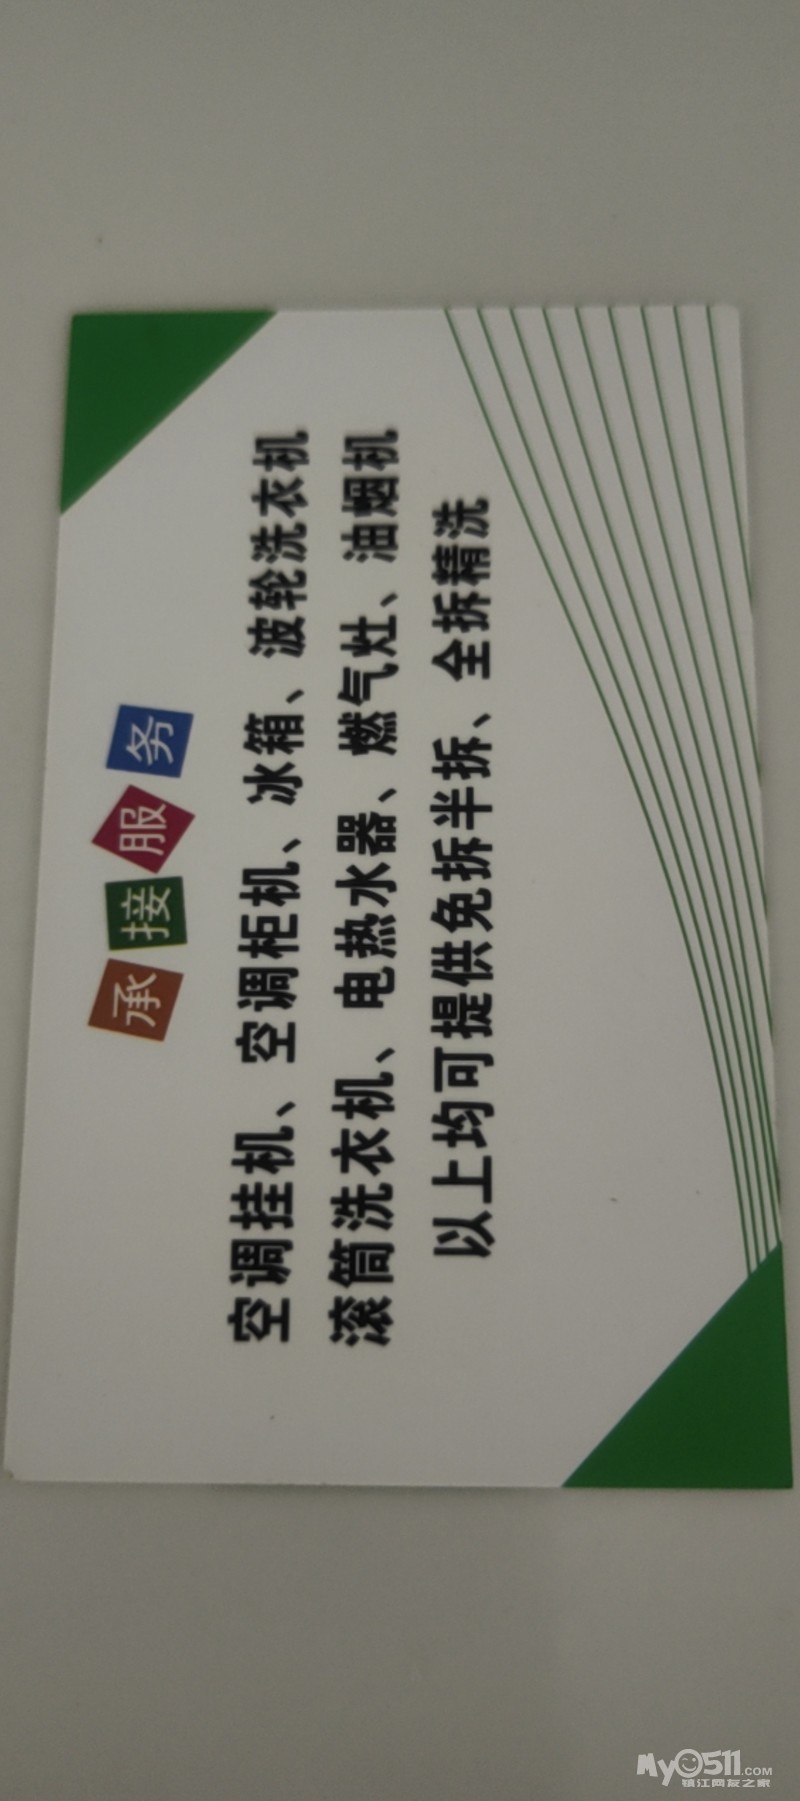 承接服务
空调挂机、空调柜机、冰箱、波轮洗衣机
滚筒洗衣机、电热水器、燃气灶、油烟机
以上均可提供免拆半拆、全拆精洗
My0511.COM
镇江网友之家